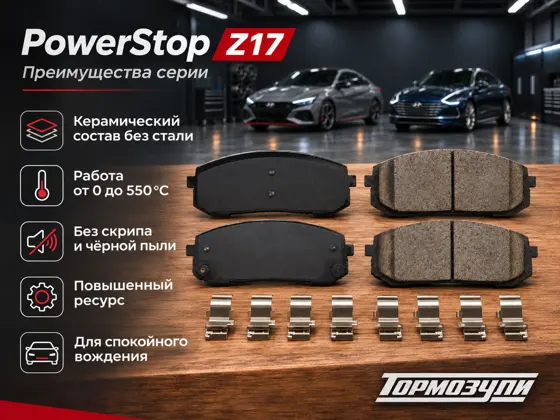 PowerStop Z17
Преимущества серии
Керамический
состав без стали
Работа
от 0 до 550 °C
Без скрипа
и чёрной пыли
Повышенный
ресурс
Для спокойного
вождения
ТОРМОЗУЛИ